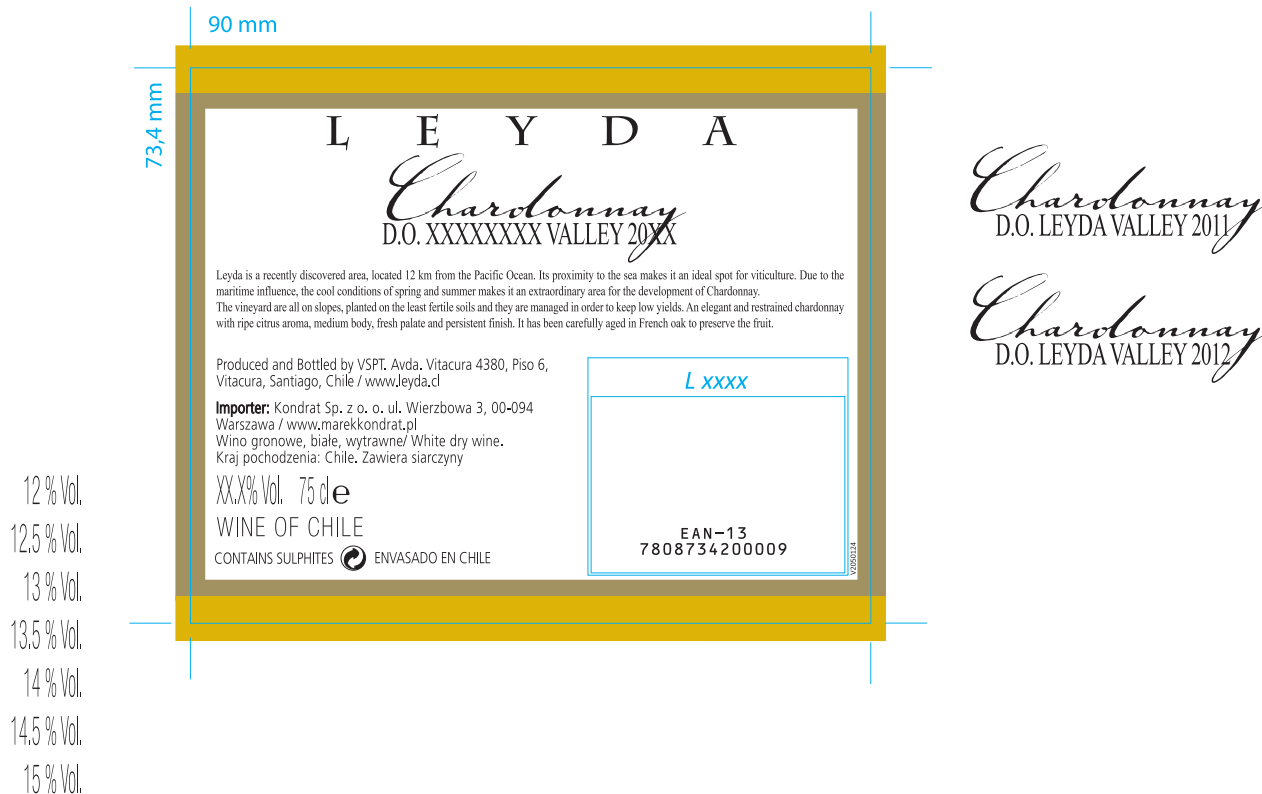 90 mm
73,4 mm
LEYDA
Chardonnay
D.O. XXXXXXXX VALLEY 20XX
Leyda is a recently discovered area, located 12 km from the Pacific Ocean. Its proximity to the sea makes it an ideal spot for viticulture. Due to the
maritime influence, the cool conditions of spring and summer makes it an extraordinary area for the development of Chardonnay.
The vineyard are all on slopes, planted on the least fertile soils and they are managed in order to keep low yields. An elegant and restrained chardonnay
with ripe citrus aroma, medium body, fresh palate and persistent finish. It has been carefully aged in French oak to preserve the fruit.
Produced and Bottled by VSPT. Avda. Vitacura 4380, Piso 6,
Vitacura, Santiago, Chile / www.leyda.cl
Importer: Kondrat Sp. z o. o. ul. Wierzbowa 3, 00-094
Warszawa / www.marekkondrat.pl
Wino gronowe, białe, wytrawne/ White dry wine.
Kraj pochodzenia: Chile. Zawiera siarczyny
XX.X% Vol. 75 cl e
WINE OF CHILE
CONTAINS SULPHITES ENVASADO EN CHILE
L xxxx
EAN-13
7808734200009
V2050124
Chardonnay
D.O. LEYDA VALLEY 2011
Chardonnay
D.O. LEYDA VALLEY 2012
12 % Vol.
12.5 % Vol.
13 % Vol.
13.5 % Vol.
14 % Vol.
14.5 % Vol.
15 % Vol.